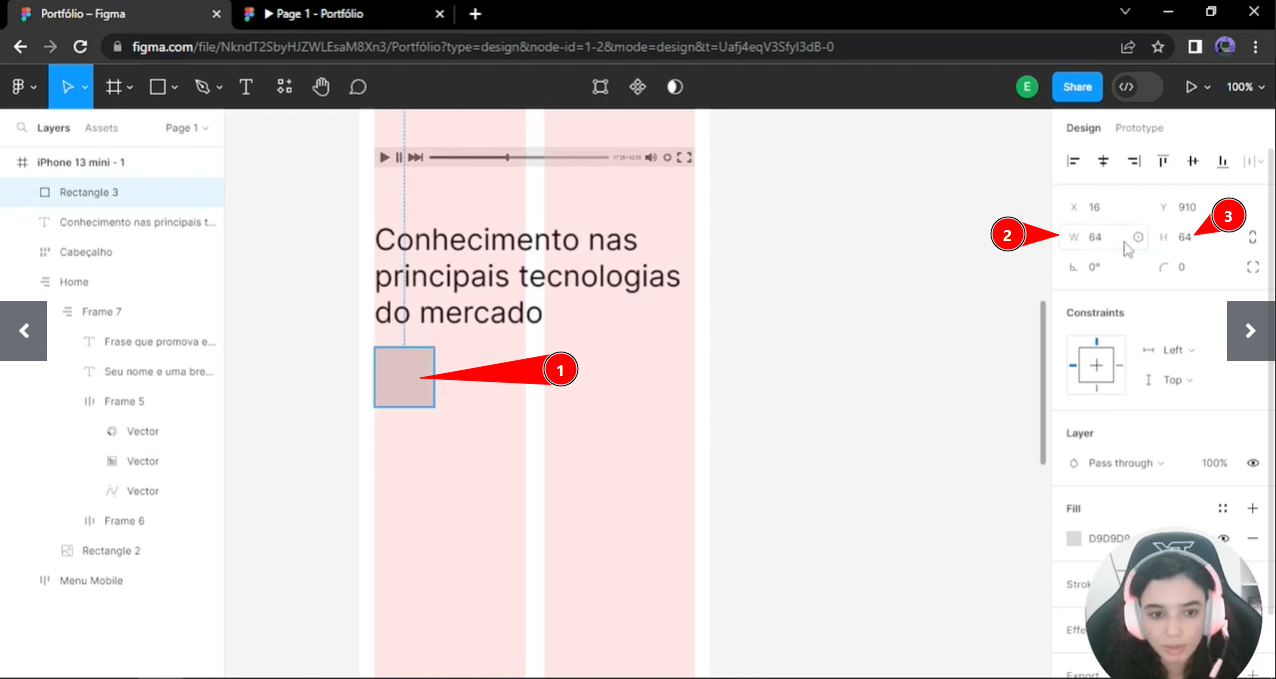 Portfólio – Figma
Page 1 - Portfólio
figma.com/file/NkndT2SbyHJZWLEsaM8Xn3/Portfólio?type=design&node-id=1-2&mode=design&t=Uafj4eqV3SfyI3dB-0
T
E
Share
100%
Layers
Assets
Page 1
iPhone 13 mini - 1
Rectangle 3
Conhecimento nas principais t...
Cabeçalho
Home
Frame 7
Frase que promova e...
Seu nome e uma bre...
Frame 5
Vector
Vector
Vector
Frame 6
Rectangle 2
Menu Mobile
Conhecimento nas
principais tecnologias
do mercado
1
2
3
Design
Prototype
X 16
Y 910
W 64
H 64
0°
0
Constraints
Left
Top
Layer
Pass through
100%
Fill
D9D9D9
Strok
Effe
Export